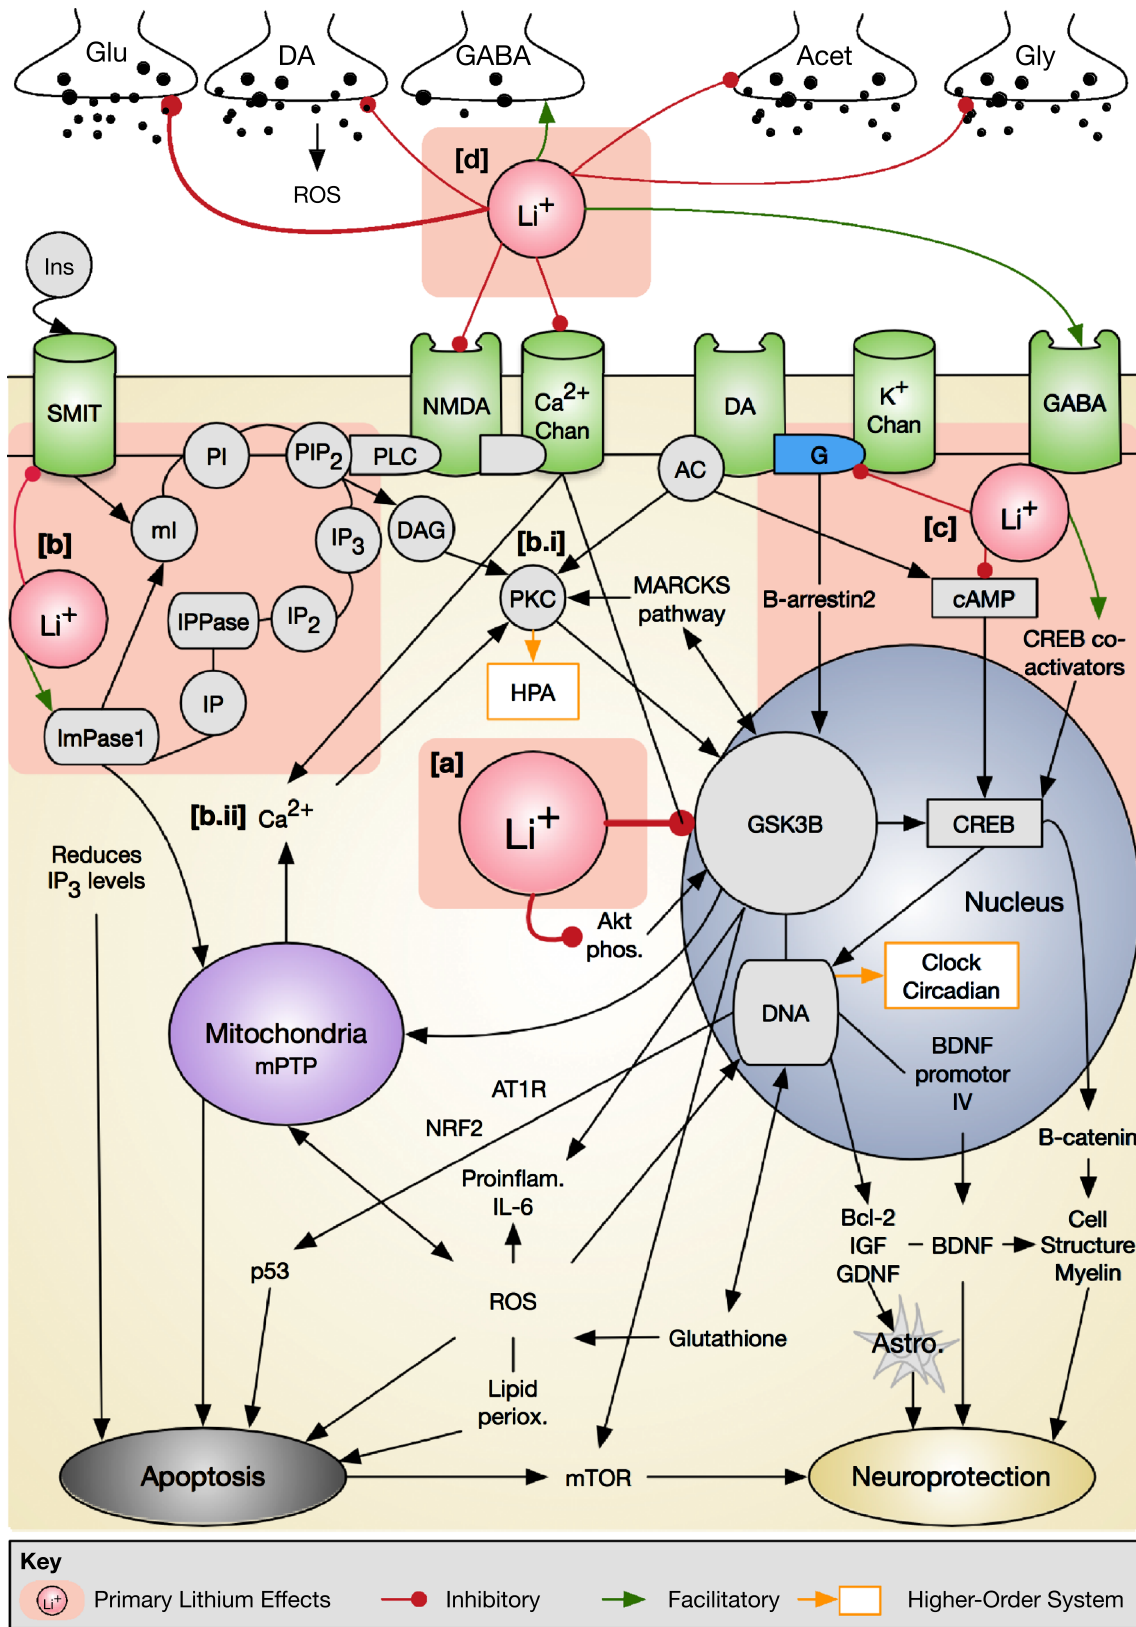 Glu
DA
GABA
Acet
Gly
[d]
Li+
ROS
Ins
SMIT
NMDA
Ca2+
Chan
DA
K+
Chan
GABA
PI
PIP2
PLC
AC
G
Li+
[c]
mI
IP3
DAG
[b.i]
[b]
Li+
IPPase
IP2
PKC
MARCKS
pathway
B-arrestin2
cAMP
CREB co-
activators
IP
HPA
ImPase1
[a]
Li+
[b.ii] Ca2+
GSK3B
CREB
Reduces
IP3 levels
Nucleus
Akt
phos.
Clock
Circadian
DNA
Mitochondria
mPTP
BDNF
promotor
IV
AT1R
NRF2
B-catenin
Proinflam.
IL-6
Bcl-2
IGF
GDNF
BDNF
Cell
Structure
Myelin
p53
ROS
Glutathione
Astro.
Lipid
periox.
Apoptosis
mTOR
Neuroprotection
Key
Li+
Primary Lithium Effects
Inhibitory
Facilitatory
Higher-Order System